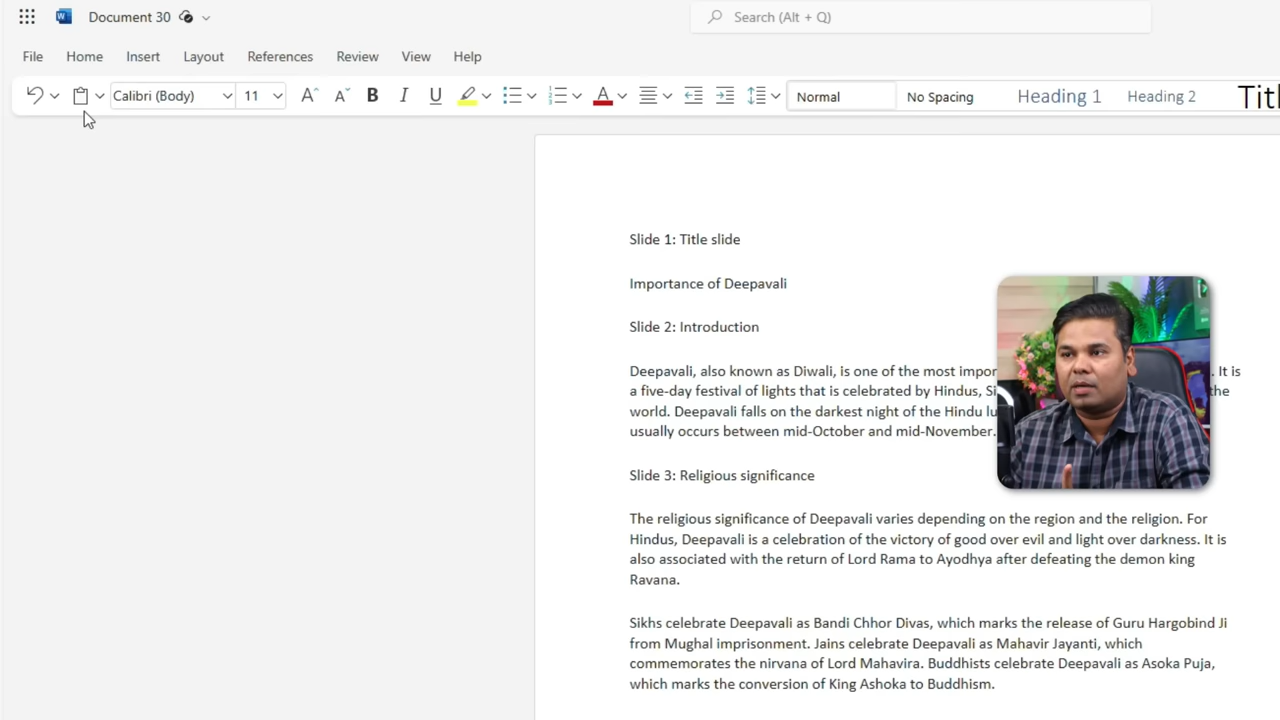 Document 30
Search (Alt + Q)
File Home Insert Layout References Review View Help
Calibri (Body) 11 A A B I U A Normal No Spacing Heading 1 Heading 2 Titl
Slide 1: Title slide
Importance of Deepavali
Slide 2: Introduction
Deepavali, also known as Diwali, is one of the most . It is
a five-day festival of lights that is celebrated by Hindus, the
world. Deepavali falls on the darkest night of the Hindu
usually occurs between mid-October and mid-November.
Slide 3: Religious significance
The religious significance of Deepavali varies depending on the region and the religion. For
Hindus, Deepavali is a celebration of the victory of good over evil and light over darkness. It is
also associated with the return of Lord Rama to Ayodhya after defeating the demon king
Ravana.
Sikhs celebrate Deepavali as Bandi Chhor Divas, which marks the release of Guru Hargobind Ji
from Mughal imprisonment. Jains celebrate Deepavali as Mahavir Jayanti, which
commemorates the nirvana of Lord Mahavira. Buddhists celebrate Deepavali as Asoka Puja,
which marks the conversion of King Ashoka to Buddhism.